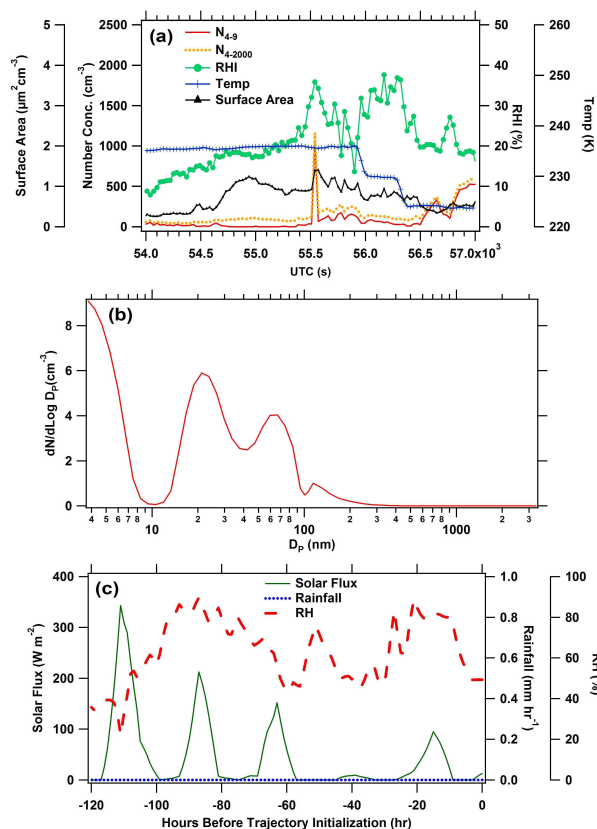 (a)
N4-9
N4-2000
RHI
Temp
Surface Area
Surface Area (µm² cm⁻³)
5
4
3
2
1
0
Number Conc. (cm⁻³)
2500
2000
1500
1000
500
0
RHI (%)
50
40
30
20
10
0
Temp (K)
260
250
240
230
220
54.0 54.5 55.0 55.5 56.0 56.5 57.0x10³
UTC (s)
(b)
dN/dLog DP(cm⁻³)
8
6
4
2
0
4 5 6 7 8 10 2 3 4 5 6 7 8 100 2 3 4 5 6 7 8 1000 2 3
DP (nm)
(c)
Solar Flux
Rainfall
RH
Solar Flux (W m⁻²)
400
300
200
100
0
Rainfall (mm hr⁻¹)
1.0
0.8
0.6
0.4
0.2
0.0
RH (%)
100
80
60
40
20
0
-120 -100 -80 -60 -40 -20 0
Hours Before Trajectory Initialization (hr)